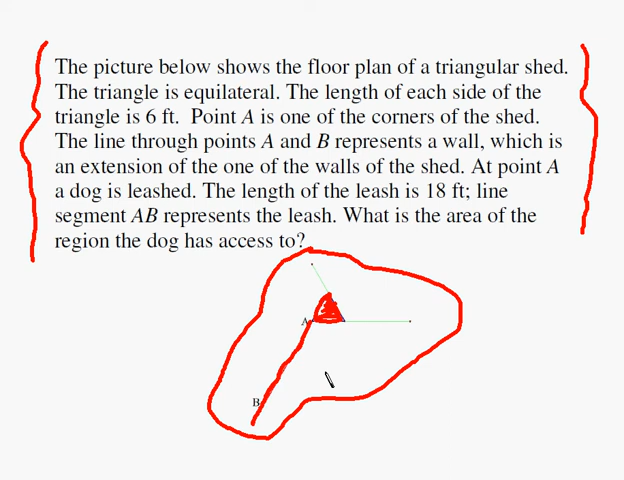 The picture below shows the floor plan of a triangular shed.
The triangle is equilateral. The length of each side of the
triangle is 6 ft. Point A is one of the corners of the shed.
The line through points A and B represents a wall, which is
an extension of the one of the walls of the shed. At point A
a dog is leashed. The length of the leash is 18 ft; line
segment AB represents the leash. What is the area of the
region the dog has access to?
A
B